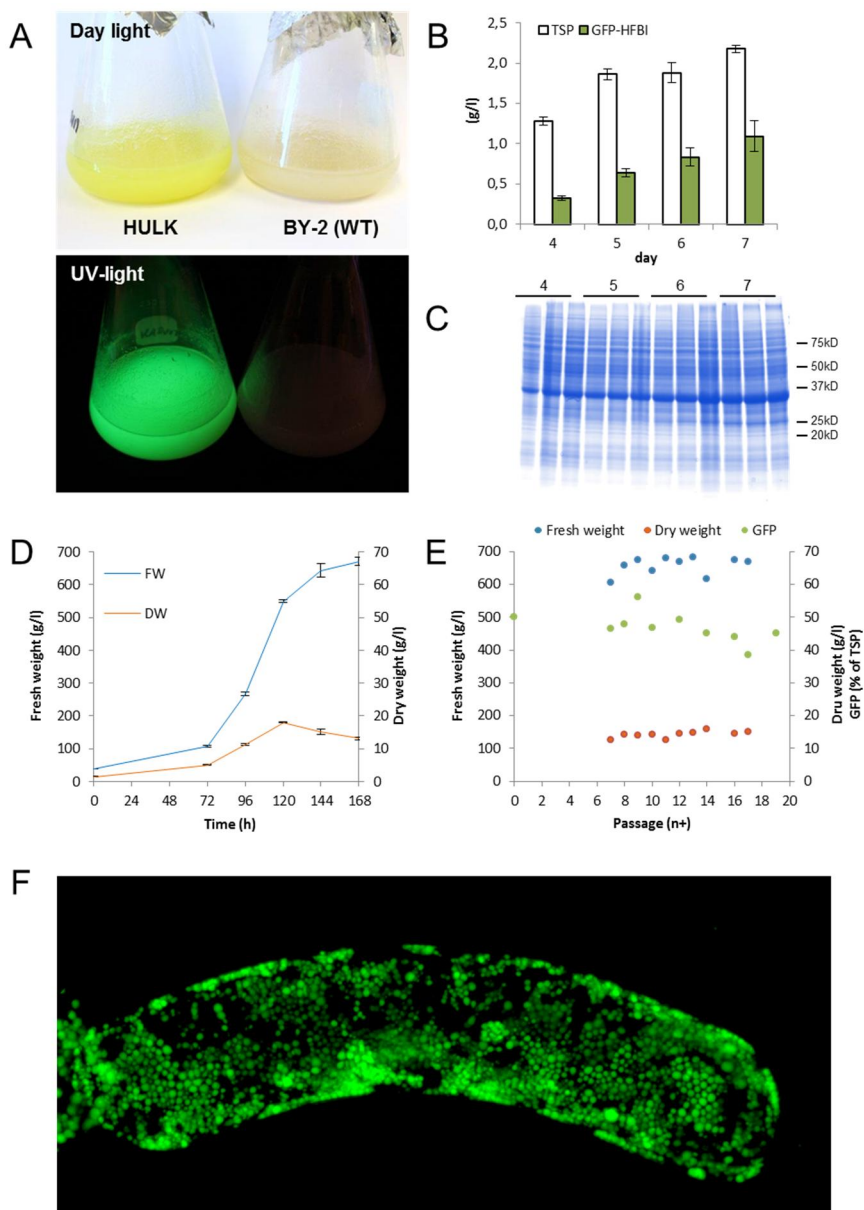 A
Day light
HULK
BY-2 (WT)
UV-light
B
TSP
GFP-HFBI
(g/l)
2,5
2,0
1,5
1,0
0,5
0,0
4
5
6
7
day
C
4
5
6
7
75kD
50kD
37kD
25kD
20kD
D
Fresh weight (g/l)
700
600
500
400
300
200
100
0
FW
DW
70
60
50
40
30
20
10
0
Dry weight (g/l)
0
24
48
72
96
120
144
168
Time (h)
E
Fresh weight
Dry weight
GFP
Fresh weight (g/l)
700
600
500
400
300
200
100
0
70
60
50
40
30
20
10
0
Dru weight (g/l)
GFP (% of TSP)
0
2
4
6
8
10
12
14
16
18
20
Passage (n+)
F